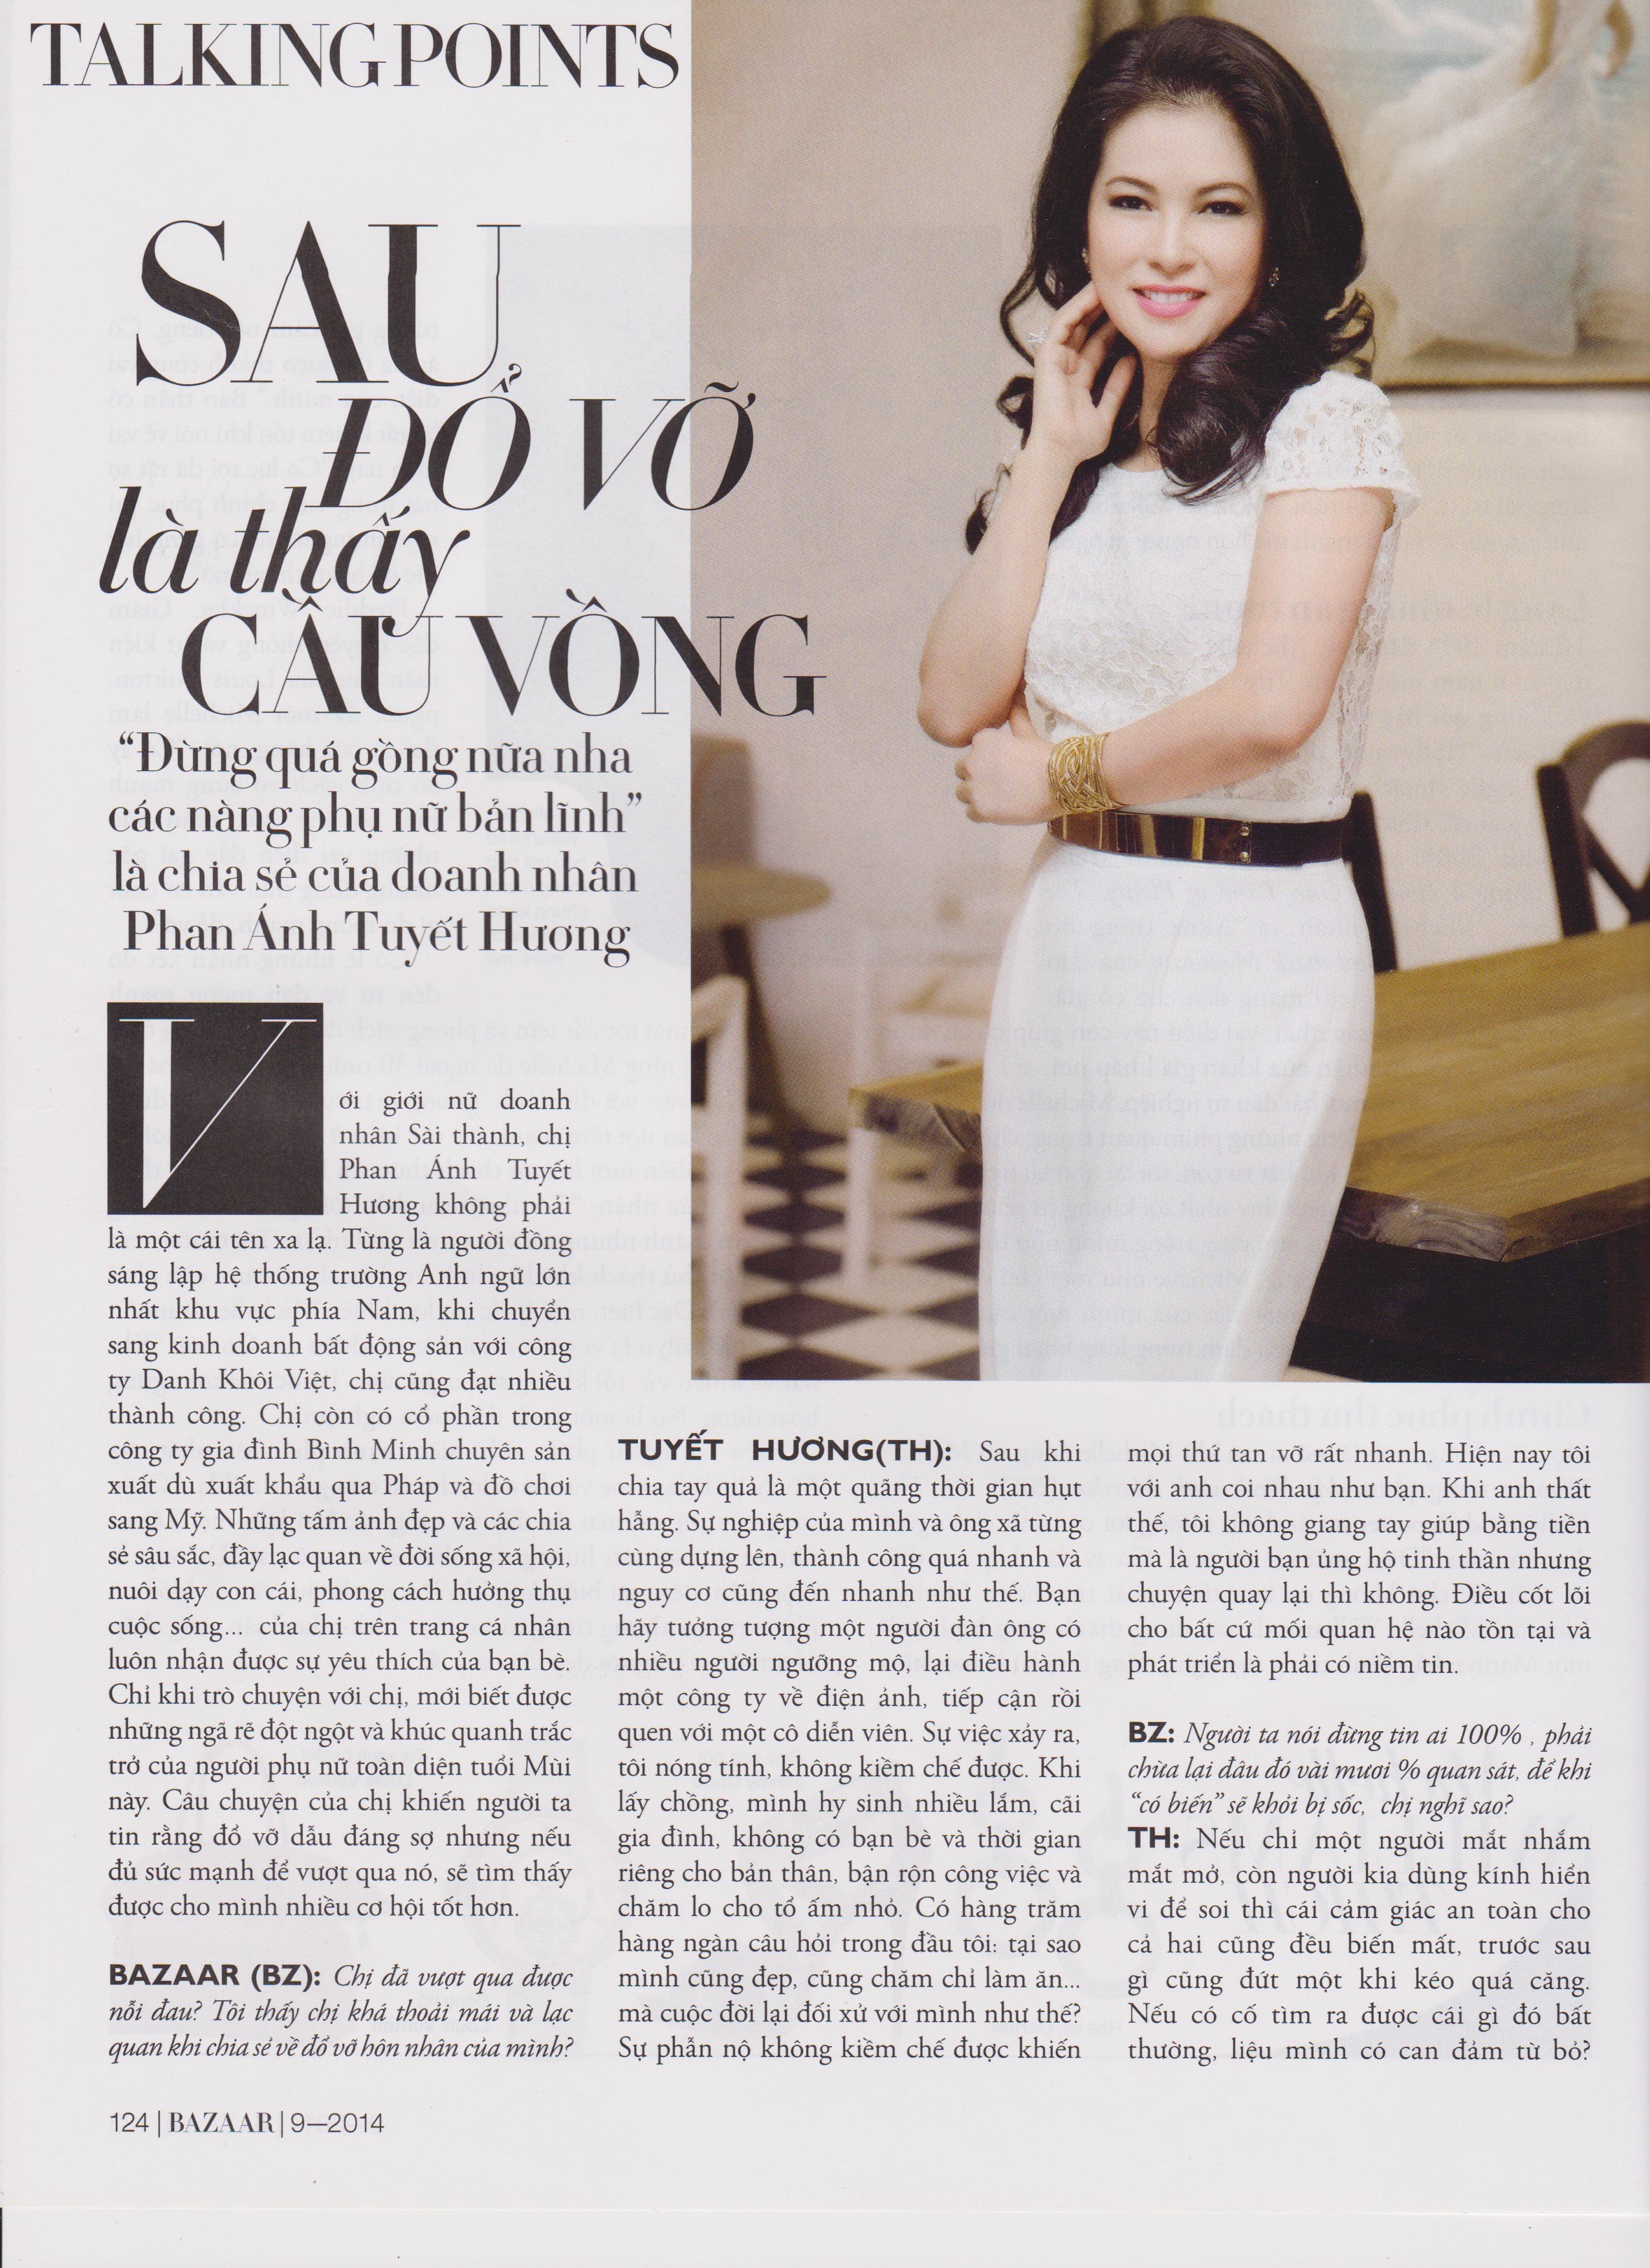 TALKING POINTS
SAU
ĐỔ VỠ
là thấy
CẦU VỒNG
“Đừng quá gồng nữa nha
các nàng phụ nữ bản lĩnh”
là chia sẻ của doanh nhân
Phan Ánh Tuyết Hương
Với giới nữ doanh
nhân Sài thành, chị
Phan Ánh Tuyết
Hương không phải
là một cái tên xa lạ. Từng là người đồng
sáng lập hệ thống trường Anh ngữ lớn
nhất khu vực phía Nam, khi chuyển
sang kinh doanh bất động sản với công
ty Danh Khôi Việt, chị cũng đạt nhiều
thành công. Chị còn có cổ phần trong
công ty gia đình Bình Minh chuyên sản
xuất dù xuất khẩu qua Pháp và đồ chơi
sang Mỹ. Những tấm ảnh đẹp và các chia
sẻ sâu sắc, đầy lạc quan về đời sống xã hội,
nuôi dạy con cái, phong cách hưởng thụ
cuộc sống... của chị trên trang cá nhân
luôn nhận được sự yêu thích của bạn bè.
Chỉ khi trò chuyện với chị, mới biết được
những ngã rẽ đột ngột và khúc quanh trắc
trở của người phụ nữ toàn diện tuổi Mùi
này. Câu chuyện của chị khiến người ta
tin rằng đổ vỡ dẫu đáng sợ nhưng nếu
đủ sức mạnh để vượt qua nó, sẽ tìm thấy
được cho mình nhiều cơ hội tốt hơn.
BAZAAR (BZ): Chị đã vượt qua được
nỗi đau? Tôi thấy chị khá thoải mái và lạc
quan khi chia sẻ về đổ vỡ hôn nhân của mình?
TUYẾT HƯƠNG(TH): Sau khi
chia tay quả là một quãng thời gian hụt
hẫng. Sự nghiệp của mình và ông xã từng
cùng dựng lên, thành công quá nhanh và
nguy cơ cũng đến nhanh như thế. Bạn
hãy tưởng tượng một người đàn ông có
nhiều người ngưỡng mộ, lại điều hành
một công ty về điện ảnh, tiếp cận rồi
quen với một cô diễn viên. Sự việc xảy ra,
tôi nóng tính, không kiềm chế được. Khi
lấy chồng, mình hy sinh nhiều lắm, cãi
gia đình, không có bạn bè và thời gian
riêng cho bản thân, bận rộn công việc và
chăm lo cho tổ ấm nhỏ. Có hàng trăm
hàng ngàn câu hỏi trong đầu tôi: tại sao
mình cũng đẹp, cũng chăm chỉ làm ăn...
mà cuộc đời lại đối xử với mình như thế?
Sự phẫn nộ không kiềm chế được khiến
mọi thứ tan vỡ rất nhanh. Hiện nay tôi
với anh coi nhau như bạn. Khi anh thất
thế, tôi không giang tay giúp bằng tiền
mà là người bạn ủng hộ tinh thần nhưng
chuyện quay lại thì không. Điều cốt lõi
cho bất cứ mối quan hệ nào tồn tại và
phát triển là phải có niềm tin.
BZ: Người ta nói đừng tin ai 100% , phải
chừa lại đâu đó vài mươi % quan sát, để khi
“có biến” sẽ khỏi bị sốc, chị nghĩ sao?
TH: Nếu chỉ một người mắt nhắm
mắt mở, còn người kia dùng kính hiển
vi để soi thì cái cảm giác an toàn cho
cả hai cũng đều biến mất, trước sau
gì cũng đứt một khi kéo quá căng.
Nếu có cố tìm ra được cái gì đó bất
thường, liệu mình có can đảm từ bỏ?
124 | BAZAAR | 9—2014